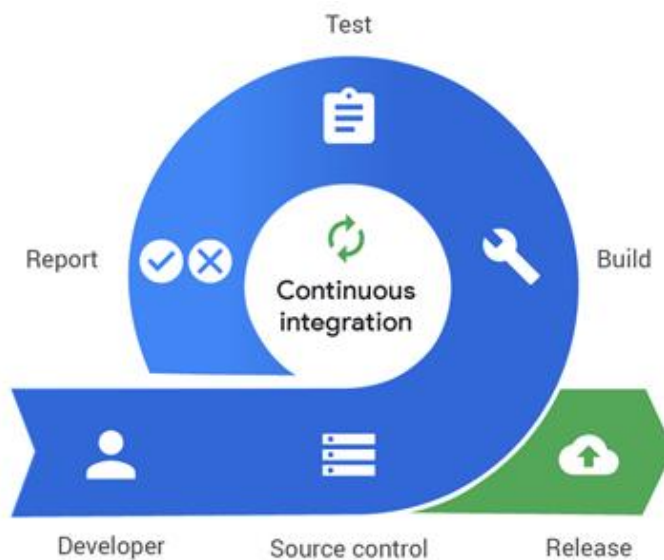 Test
Report
Build
Continuous
integration
Developer
Source control
Release